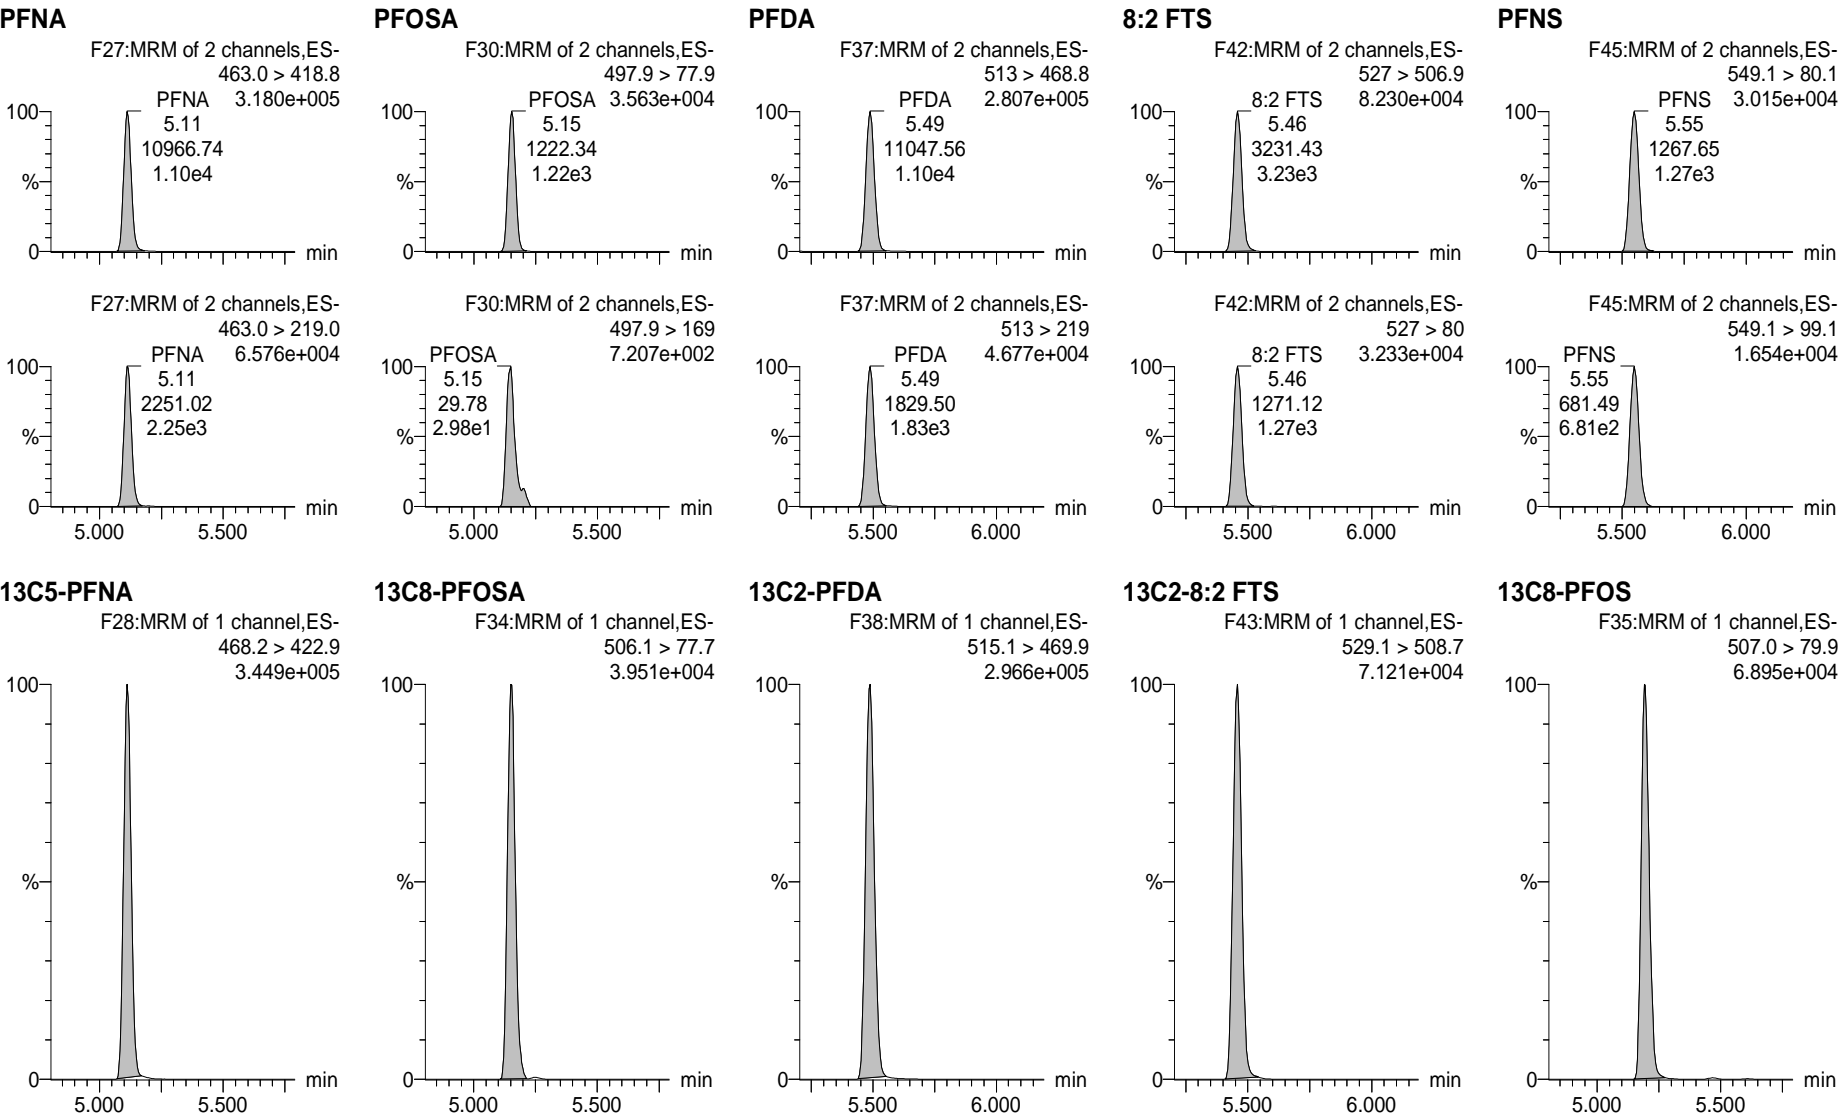 PFNA
F27:MRM of 2 channels,ES-
463.0 > 418.8
3.180e+005
PFNA
5.11
10966.74
1.10e4
100
%
0
min
PFOSA
F30:MRM of 2 channels,ES-
497.9 > 77.9
3.563e+004
PFOSA
5.15
1222.34
1.22e3
100
%
0
min
PFDA
F37:MRM of 2 channels,ES-
513 > 468.8
2.807e+005
PFDA
5.49
11047.56
1.10e4
100
%
0
min
8:2 FTS
F42:MRM of 2 channels,ES-
527 > 506.9
8.230e+004
8:2 FTS
5.46
3231.43
3.23e3
100
%
0
min
PFNS
F45:MRM of 2 channels,ES-
549.1 > 80.1
3.015e+004
PFNS
5.55
1267.65
1.27e3
100
%
0
min
F27:MRM of 2 channels,ES-
463.0 > 219.0
6.576e+004
PFNA
5.11
2251.02
2.25e3
100
%
0
min
5.000 5.500
F30:MRM of 2 channels,ES-
497.9 > 169
7.207e+002
PFOSA
5.15
29.78
2.98e1
100
%
0
min
5.000 5.500
F37:MRM of 2 channels,ES-
513 > 219
4.677e+004
PFDA
5.49
1829.50
1.83e3
100
%
0
min
5.500 6.000
F42:MRM of 2 channels,ES-
527 > 80
3.233e+004
8:2 FTS
5.46
1271.12
1.27e3
100
%
0
min
5.500 6.000
F45:MRM of 2 channels,ES-
549.1 > 99.1
1.654e+004
PFNS
5.55
681.49
6.81e2
100
%
0
min
5.500 6.000
13C5-PFNA
F28:MRM of 1 channel,ES-
468.2 > 422.9
3.449e+005
100
%
0
min
5.000 5.500
13C8-PFOSA
F34:MRM of 1 channel,ES-
506.1 > 77.7
3.951e+004
100
%
0
min
5.000 5.500
13C2-PFDA
F38:MRM of 1 channel,ES-
515.1 > 469.9
2.966e+005
100
%
0
min
5.500 6.000
13C2-8:2 FTS
F43:MRM of 1 channel,ES-
529.1 > 508.7
7.121e+004
100
%
0
min
5.500 6.000
13C8-PFOS
F35:MRM of 1 channel,ES-
507.0 > 79.9
6.895e+004
100
%
0
min
5.000 5.500